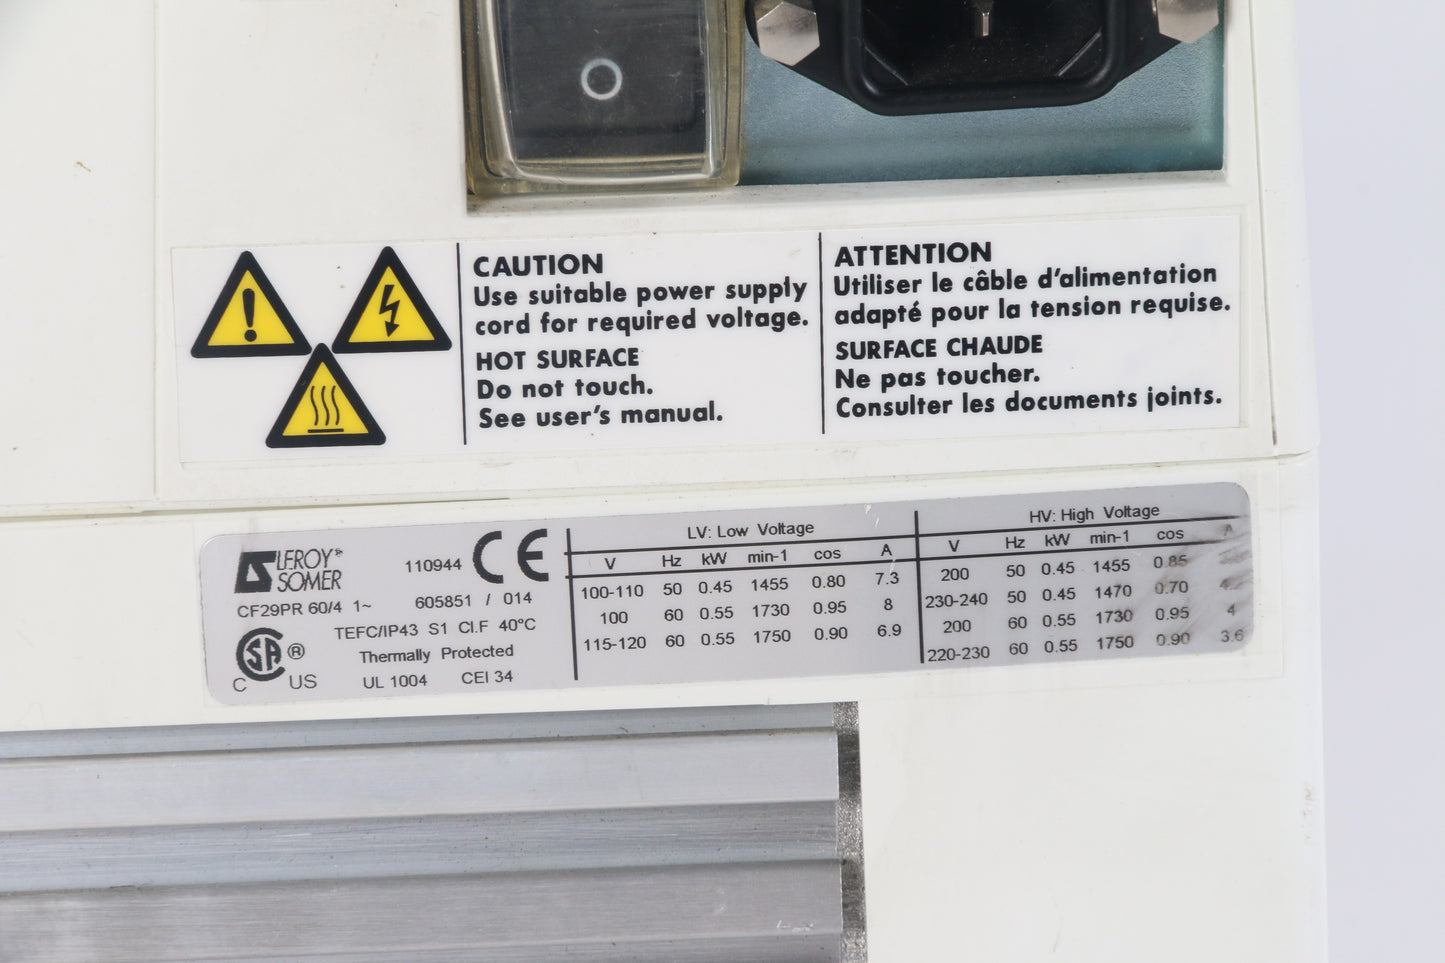 CAUTION
Use suitable power supply
cord for required voltage.
HOT SURFACE
Do not touch.
See user's manual.
ATTENTION
Utiliser le câble d'alimentation
adapté pour la tension requise.
SURFACE CHAUDE
Ne pas toucher.
Consulter les documents joints.
LEROY®
SOMER
110944 CE
CF29PR 60/4 1~ 605851 / 014
TEFC/IP43 S1 Cl.F 40°C
Thermally Protected
UL 1004 CEI 34
CSA ®
C US
LV: Low Voltage
V Hz kW min-1 cos A
100-110 50 0.45 1455 0.80 7.3
100 60 0.55 1730 0.95 8
115-120 60 0.55 1750 0.90 6.9
HV: High Voltage
V Hz kW min-1 cos A
200 50 0.45 1455 0.85
230-240 50 0.45 1470 0.70
200 60 0.55 1730 0.95 4
220-230 60 0.55 1750 0.90 3.6